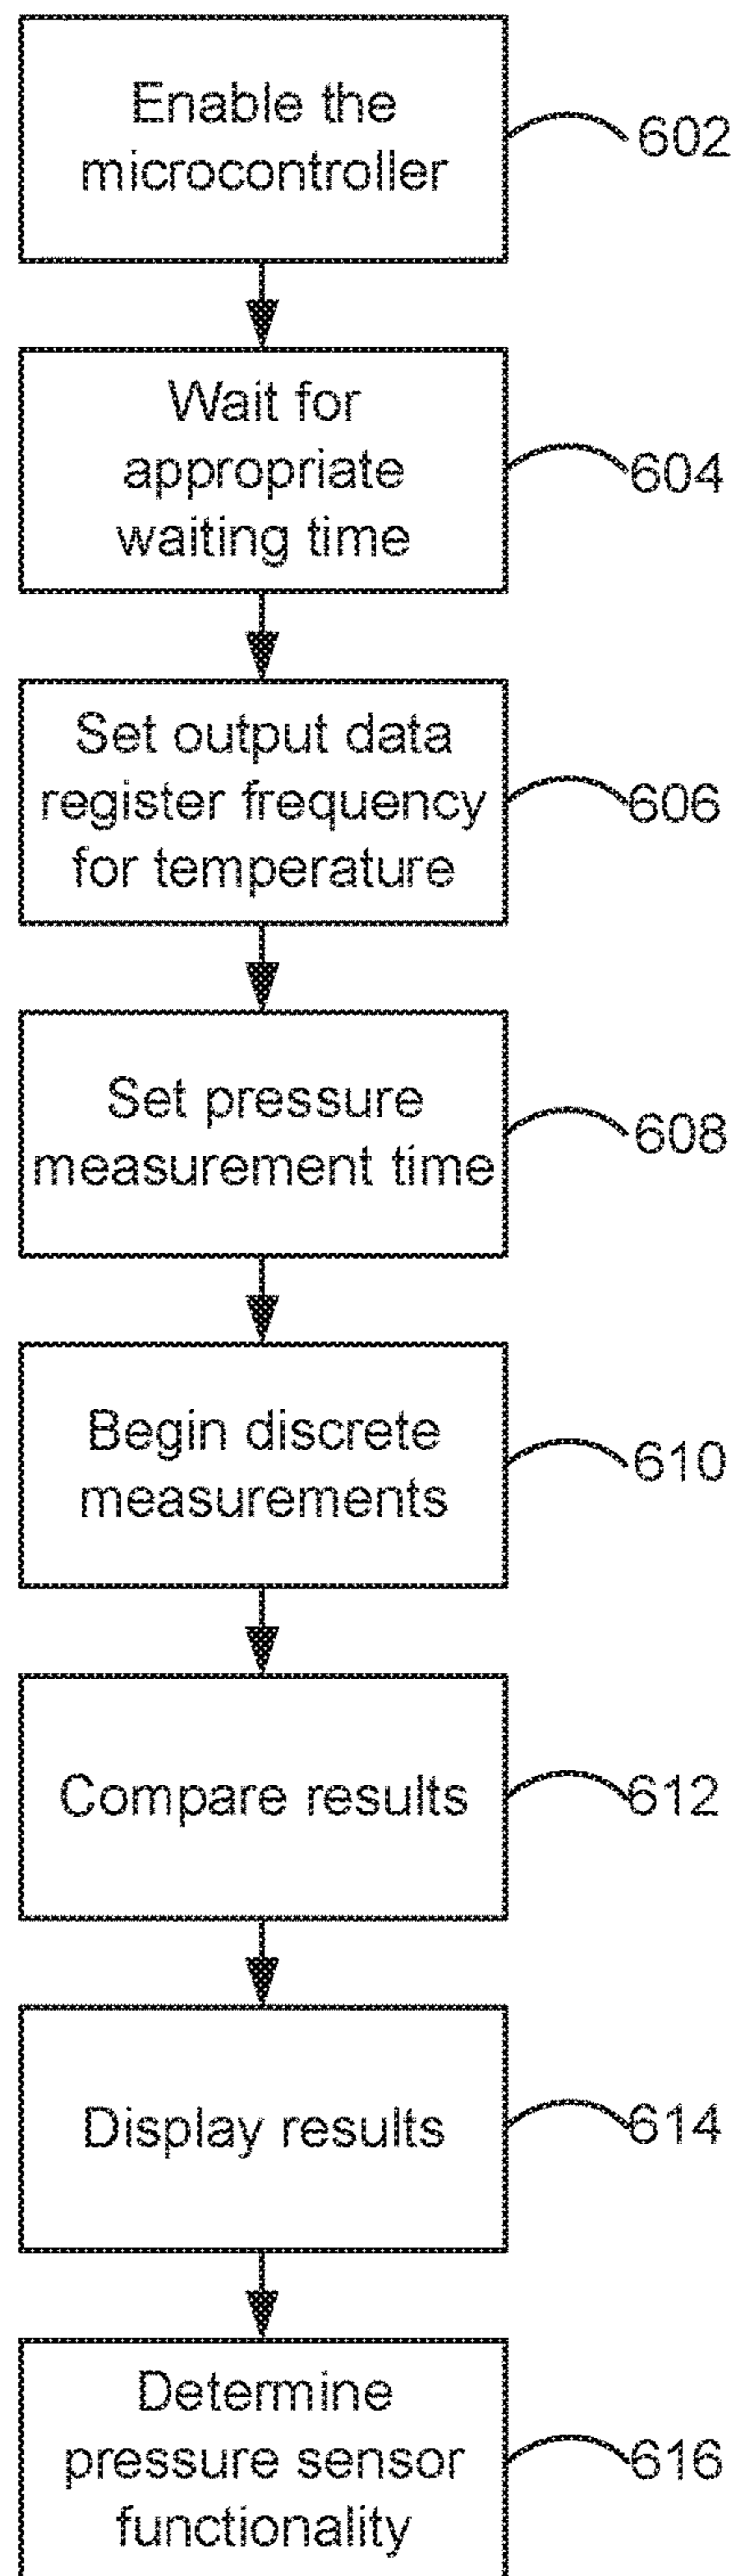 Enable the
microcontroller
602
Wait for
appropriate
waiting time
604
Set output data
register frequency
for temperature
606
Set pressure
measurement time
608
Begin discrete
measurements
610
Compare results
612
Display results
614
Determine
pressure sensor
functionality
616